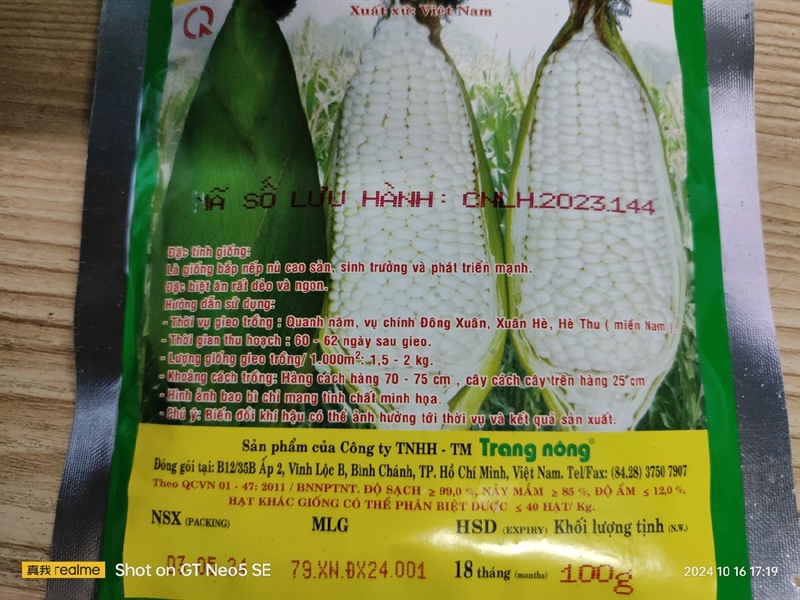 Xuất xứ: Việt Nam
MÃ SỐ LƯU HÀNH : CNLH.2023.144
Đặc tính giống:
Là giống bắp nếp nù cao sản, sinh trưởng và phát triển mạnh.
Đặc biệt ăn rất dẻo và ngon.
Hướng dẫn sử dụng:
- Thời vụ gieo trồng : Quanh năm, vụ chính Đông Xuân, Xuân Hè, Hè Thu ( miền Nam )
- Thời gian thu hoạch : 60 - 62 ngày sau gieo.
- Lượng giống gieo trồng/ 1.000m²: 1,5 - 2 kg.
- Khoảng cách trồng: Hàng cách hàng 70 - 75 cm , cây cách cây trên hàng 25 cm
- Hình ảnh bao bì chỉ mang tính chất minh họa.
- Chú ý: Biến đổi khí hậu có thể ảnh hưởng tới thời vụ và kết quả sản xuất.
Sản phẩm của Công ty TNHH - TM Trang nông®
Đóng gói tại: B12/35B Ấp 2, Vĩnh Lộc B, Bình Chánh, TP. Hồ Chí Minh, Việt Nam. Tel/Fax: (84.28) 3750 7907
Theo QCVN 01 - 47: 2011 / BNNPTNT. ĐỘ SẠCH ≥ 99,0 %, NẢY MẦM ≥ 85 %, ĐỘ ẨM ≤ 12,0 %,
HẠT KHÁC GIỐNG CÓ THỂ PHÂN BIỆT ĐƯỢC ≤ 40 HẠT/ Kg.
NSX (PACKING) MLG HSD (EXPIRY) Khối lượng tịnh (N.W.)
03.05.24 79.XN.ĐX24.001 18 tháng (months) 100g
真我 realme Shot on GT Neo5 SE 2024 10 16 17:19